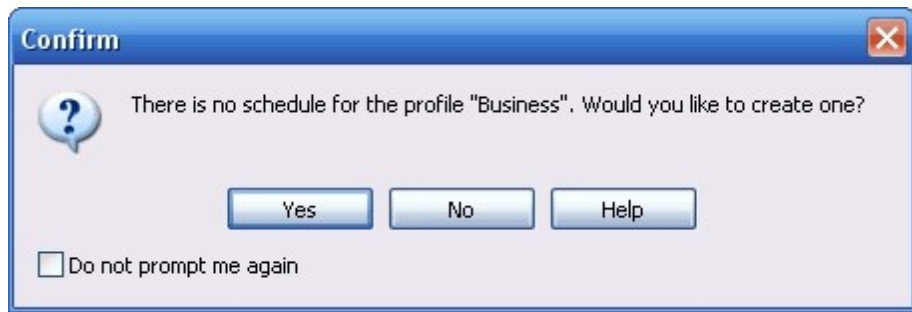 Confirm
There is no schedule for the profile "Business". Would you like to create one?
Yes No Help
Do not prompt me again